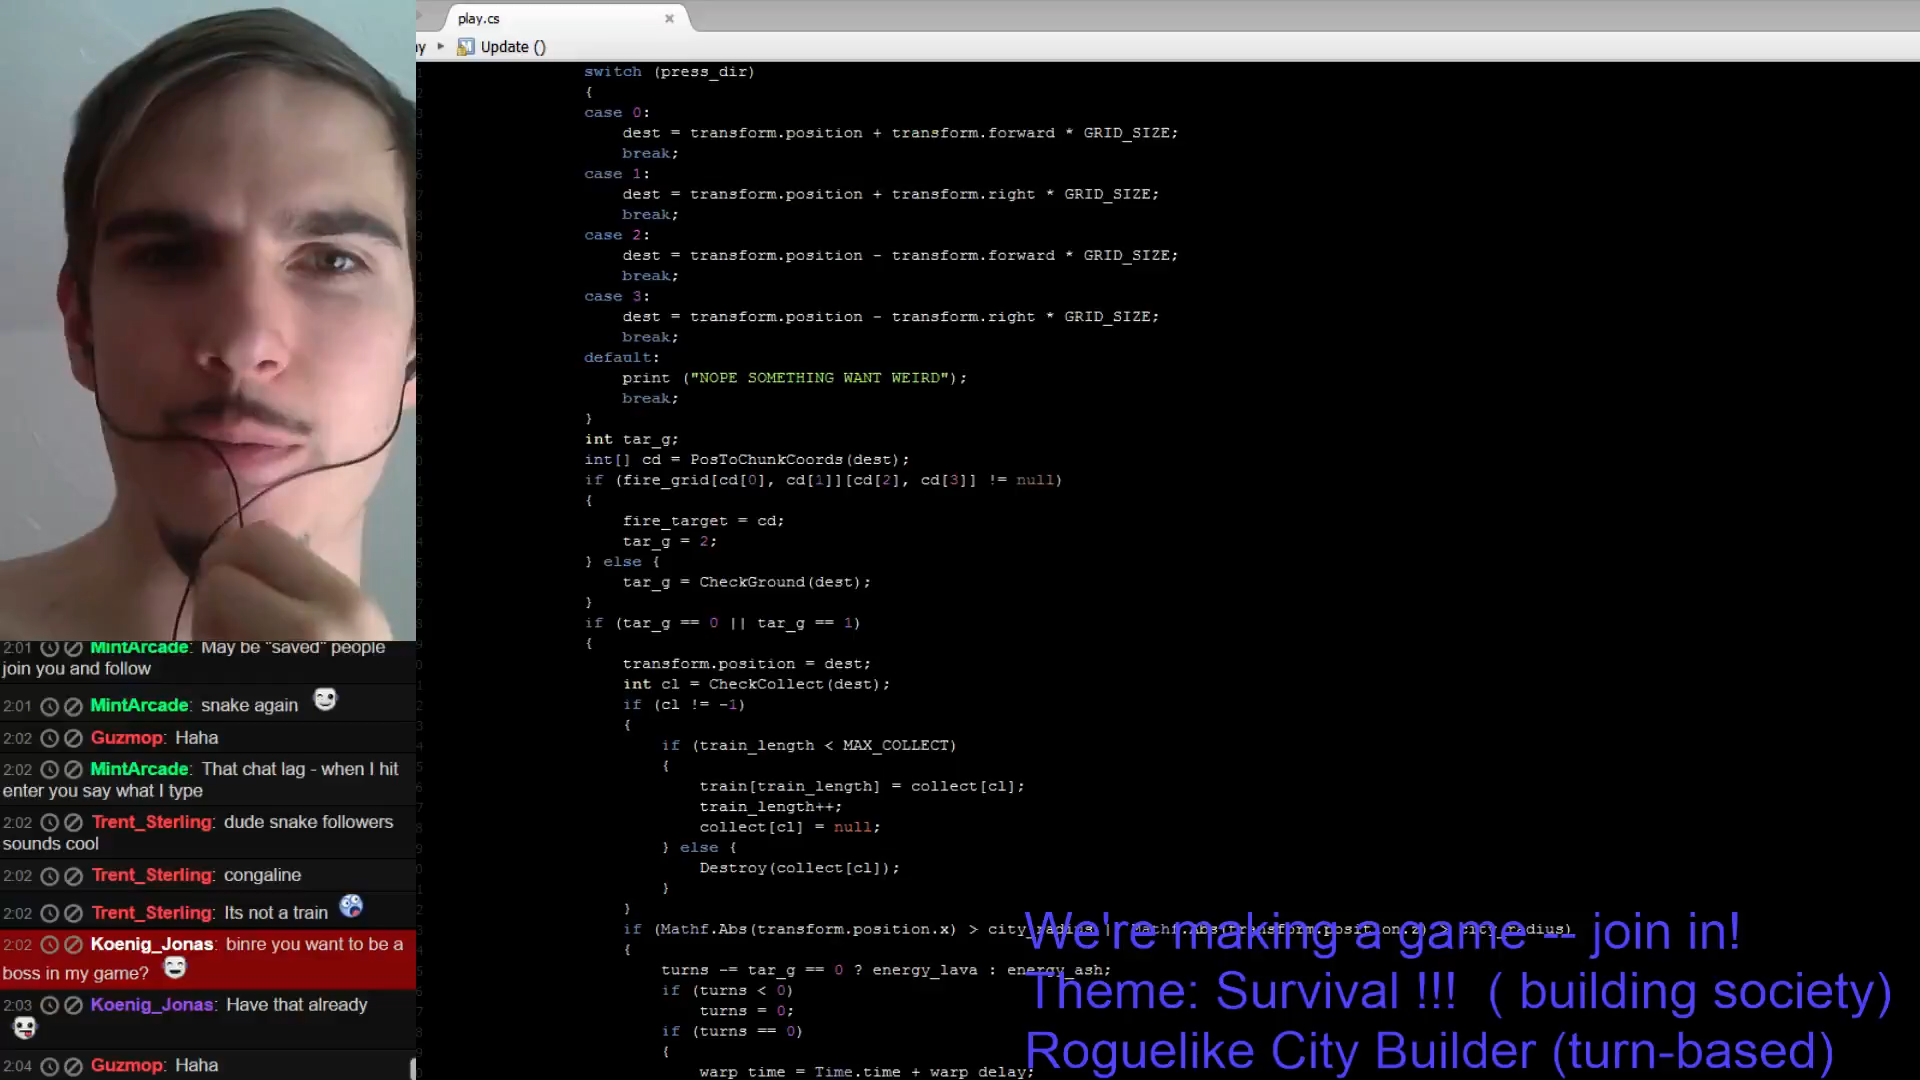 play.cs
Update ()
switch (press_dir)
{
case 0:
dest = transform.position + transform.forward * GRID_SIZE;
break;
case 1:
dest = transform.position + transform.right * GRID_SIZE;
break;
case 2:
dest = transform.position - transform.forward * GRID_SIZE;
break;
case 3:
dest = transform.position - transform.right * GRID_SIZE;
break;
default:
print ("NOPE SOMETHING WANT WEIRD");
break;
}
int tar_g;
int[] cd = PosToChunkCoords(dest);
if (fire_grid[cd[0], cd[1]][cd[2], cd[3]] != null)
{
fire_target = cd;
tar_g = 2;
} else {
tar_g = CheckGround(dest);
}
if (tar_g == 0 || tar_g == 1)
{
transform.position = dest;
int cl = CheckCollect(dest);
if (cl != -1)
{
if (train_length < MAX_COLLECT)
{
train[train_length] = collect[cl];
train_length++;
collect[cl] = null;
} else {
Destroy(collect[cl]);
}
}
if (Mathf.Abs(transform.position.x) > city_radius || Mathf.Abs(transform.position.z) > city_radius)
{
turns -= tar_g == 0 ? energy_lava : energy_ash;
if (turns < 0)
turns = 0;
if (turns == 0)
{
warp_time = Time.time + warp_delay;
2:01 MintArcade: May be "saved" people
join you and follow
2:01 MintArcade: snake again
2:02 Guzmop: Haha
2:02 MintArcade: That chat lag - when I hit
enter you say what I type
2:02 Trent_Sterling: dude snake followers
sounds cool
2:02 Trent_Sterling: congaline
2:02 Trent_Sterling: Its not a train
2:02 Koenig_Jonas: binre you want to be a
boss in my game?
2:03 Koenig_Jonas: Have that already
2:04 Guzmop: Haha
We're making a game -- join in!
Theme: Survival !!! ( building society)
Roguelike City Builder (turn-based)